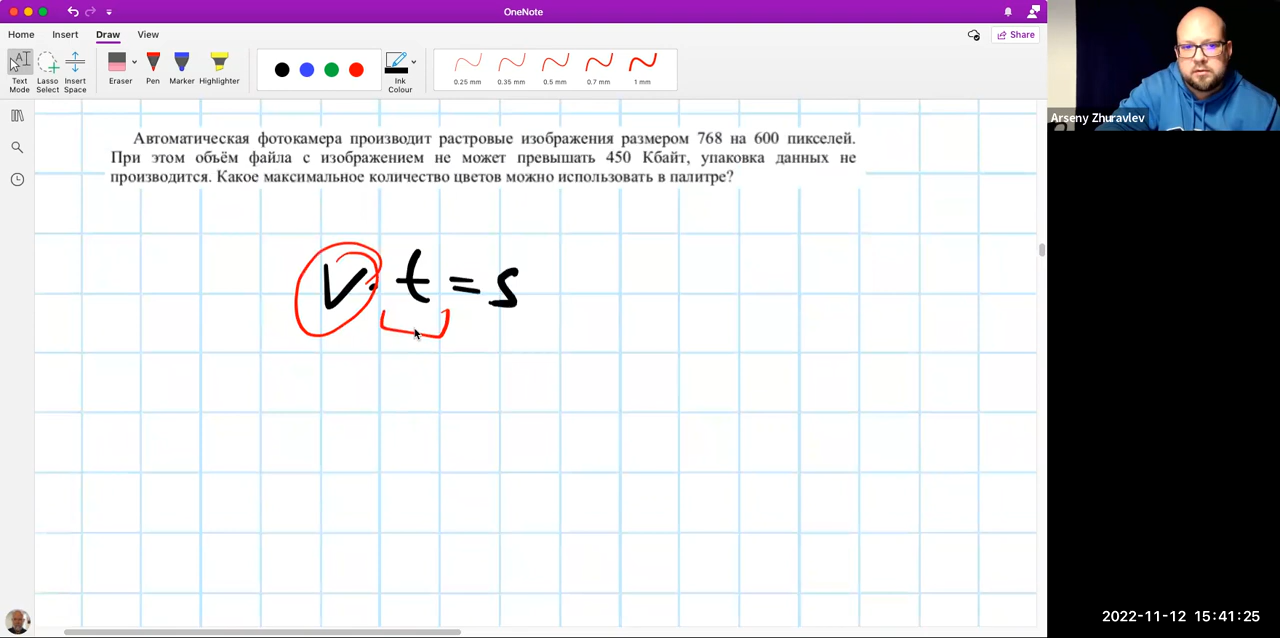 OneNote
Home Insert Draw View
Share
Text Mode
Lasso Select
Insert Space
Eraser
Pen
Marker
Highlighter
Ink Colour
0.25 mm
0.35 mm
0.5 mm
0.7 mm
1 mm
Arseny Zhuravlev
Автоматическая фотокамера производит растровые изображения размером 768 на 600 пикселей.
При этом объём файла с изображением не может превышать 450 Кбайт, упаковка данных не
производится. Какое максимальное количество цветов можно использовать в палитре?
v · t = s
2022-11-12 15:41:25